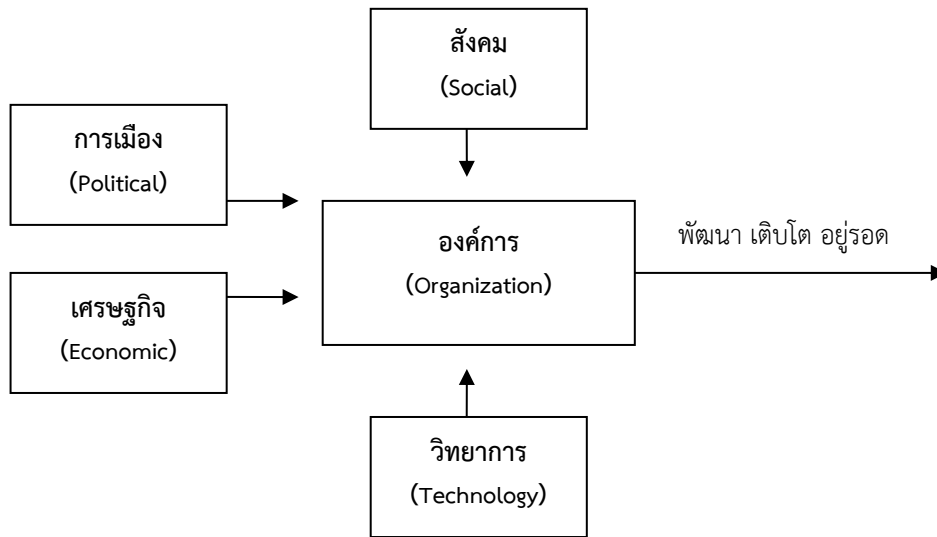 สังคม
(Social)
การเมือง
(Political)
องค์การ
(Organization)
พัฒนา เติบโต อยู่รอด
เศรษฐกิจ
(Economic)
วิทยาการ
(Technology)